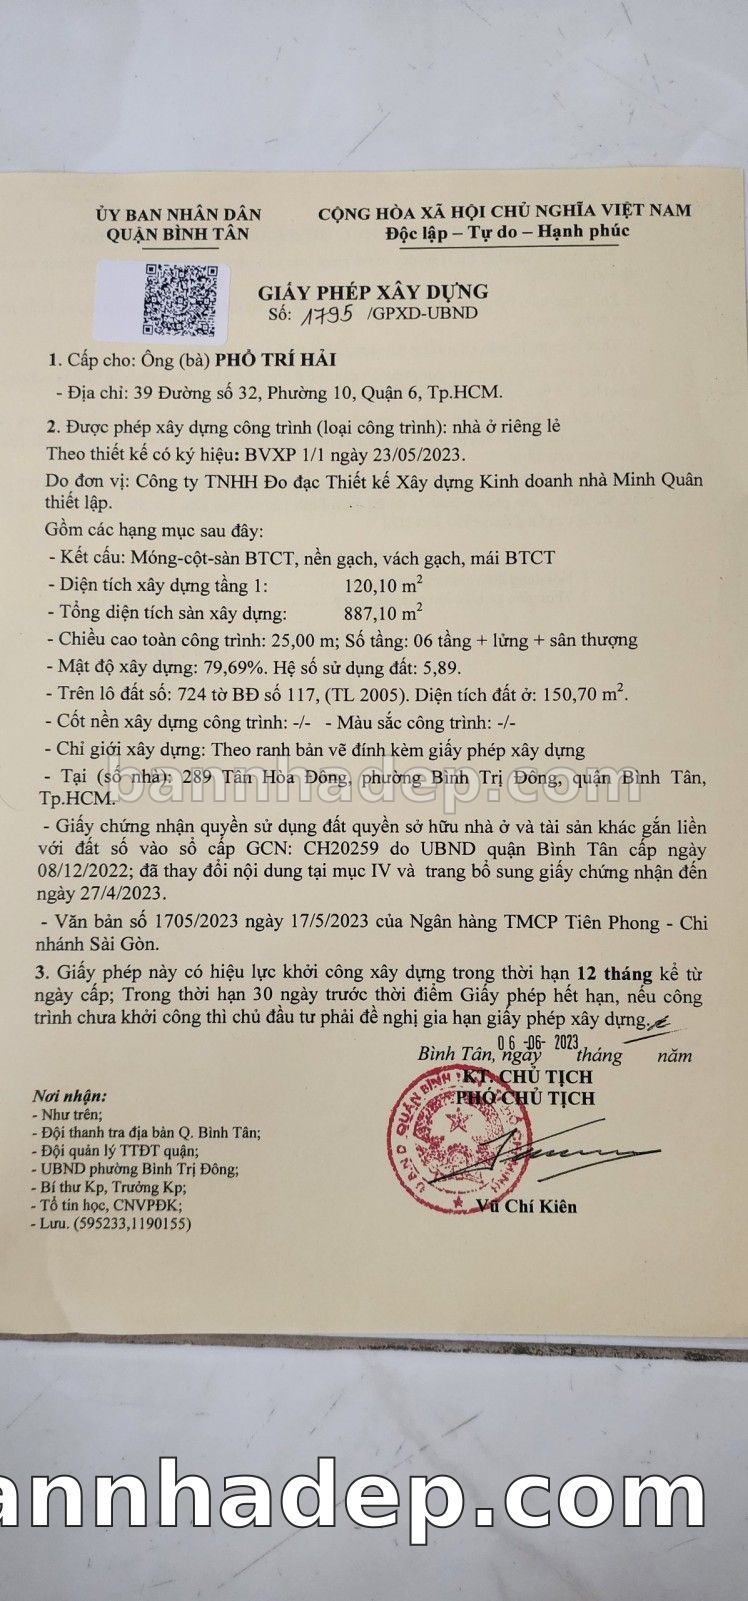 ỦY BAN NHÂN DÂN
QUẬN BÌNH TÂN
CỘNG HÒA XÃ HỘI CHỦ NGHĨA VIỆT NAM
Độc lập – Tự do – Hạnh phúc
GIẤY PHÉP XÂY DỰNG
Số: 1795 /GPXD-UBND
1. Cấp cho: Ông (bà) PHỔ TRÍ HẢI
- Địa chỉ: 39 Đường số 32, Phường 10, Quận 6, Tp.HCM.
2. Được phép xây dựng công trình (loại công trình): nhà ở riêng lẻ
Theo thiết kế có ký hiệu: BVXP 1/1 ngày 23/05/2023.
Do đơn vị: Công ty TNHH Đo đạc Thiết kế Xây dựng Kinh doanh nhà Minh Quân
thiết lập.
Gồm các hạng mục sau đây:
- Kết cấu: Móng-cột-sàn BTCT, nền gạch, vách gạch, mái BTCT
- Diện tích xây dựng tầng 1: 120,10 m²
- Tổng diện tích sàn xây dựng: 887,10 m²
- Chiều cao toàn công trình: 25,00 m; Số tầng: 06 tầng + lửng + sân thượng
- Mật độ xây dựng: 79,69%. Hệ số sử dụng đất: 5,89.
- Trên lô đất số: 724 tờ BĐ số 117, (TL 2005). Diện tích đất ở: 150,70 m².
- Cốt nền xây dựng công trình: -/- - Màu sắc công trình: -/-
- Chỉ giới xây dựng: Theo ranh bản vẽ đính kèm giấy phép xây dựng
- Tại (số nhà): 289 Tân Hòa Đông, phường Bình Trị Đông, quận Bình Tân,
Tp.HCM.
bannhadep.com
- Giấy chứng nhận quyền sử dụng đất quyền sở hữu nhà ở và tài sản khác gắn liền
với đất số vào sổ cấp GCN: CH20259 do UBND quận Bình Tân cấp ngày
08/12/2022; đã thay đổi nội dung tại mục IV và trang bổ sung giấy chứng nhận đến
ngày 27/4/2023.
- Văn bản số 1705/2023 ngày 17/5/2023 của Ngân hàng TMCP Tiên Phong - Chi
nhánh Sài Gòn.
3. Giấy phép này có hiệu lực khởi công xây dựng trong thời hạn 12 tháng kể từ
ngày cấp; Trong thời hạn 30 ngày trước thời điểm Giấy phép hết hạn, nếu công
trình chưa khởi công thì chủ đầu tư phải đề nghị gia hạn giấy phép xây dựng.
06 -06- 2023
Bình Tân, ngày tháng năm
KT. CHỦ TỊCH
PHÓ CHỦ TỊCH
Vũ Chí Kiên
Nơi nhận:
- Như trên;
- Đội thanh tra địa bàn Q. Bình Tân;
- Đội quản lý TTĐT quận;
- UBND phường Bình Trị Đông;
- Bí thư Kp, Trưởng Kp;
- Tổ tin học, CNVPĐK;
- Lưu. (595233,1190155)
annhadep.com